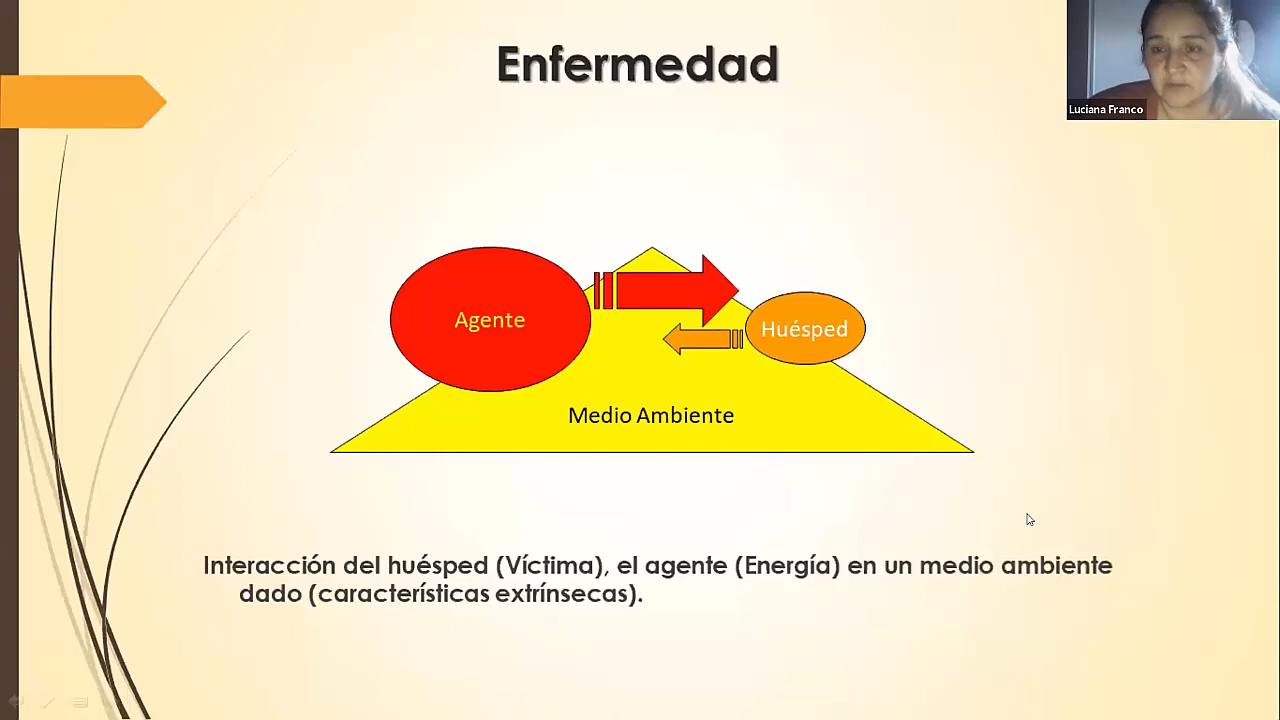 Enfermedad
Luciana Franco
Agente
Huésped
Medio Ambiente
Interacción del huésped (Víctima), el agente (Energía) en un medio ambiente
dado (características extrínsecas).